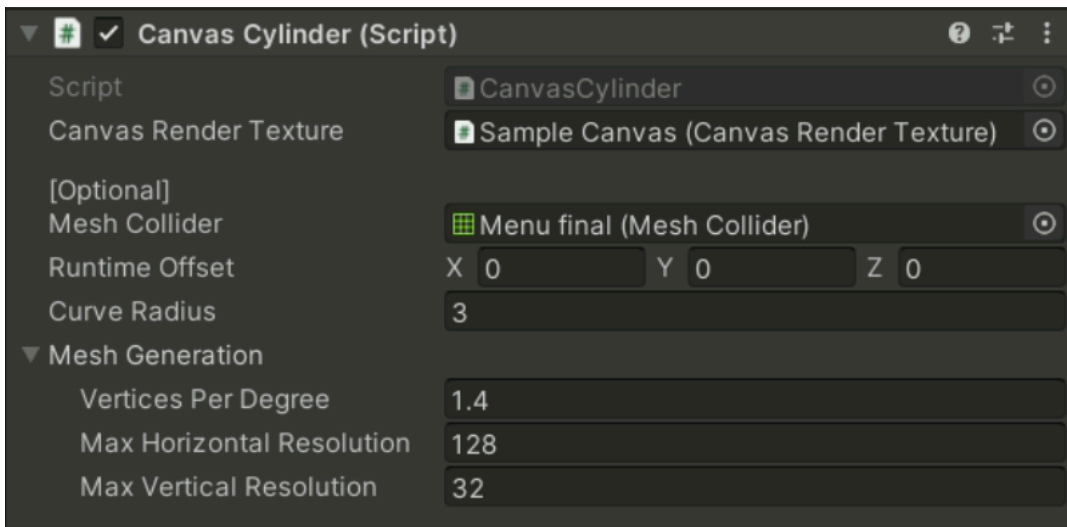 Canvas Cylinder (Script)
Script CanvasCylinder
Canvas Render Texture Sample Canvas (Canvas Render Texture)
[Optional]
Mesh Collider Menu final (Mesh Collider)
Runtime Offset X 0 Y 0 Z 0
Curve Radius 3
Mesh Generation
Vertices Per Degree 1.4
Max Horizontal Resolution 128
Max Vertical Resolution 32